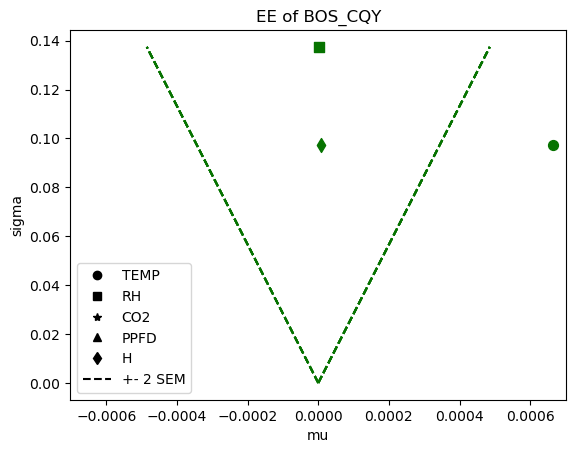 EE of BOS_CQY
0.14
0.12
0.10
0.08
0.06
0.04
0.02
0.00
sigma
TEMP
RH
CO2
PPFD
H
+- 2 SEM
−0.0006 −0.0004 −0.0002 0.0000 0.0002 0.0004 0.0006
mu